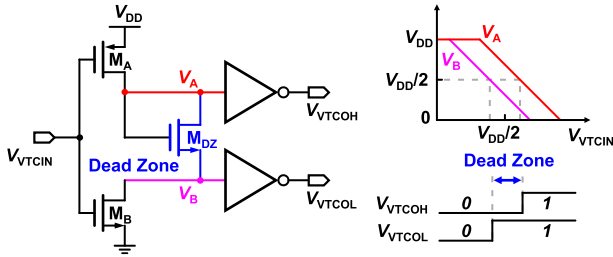 VDD
MA
VA
VVTCOH
MDZ
VVTCIN
Dead Zone
VB
VVTCOL
MB
VDD
VA
VB
VDD/2
0
VDD/2
VVTCIN
Dead Zone
VVTCOH 0 1
VVTCOL 0 1